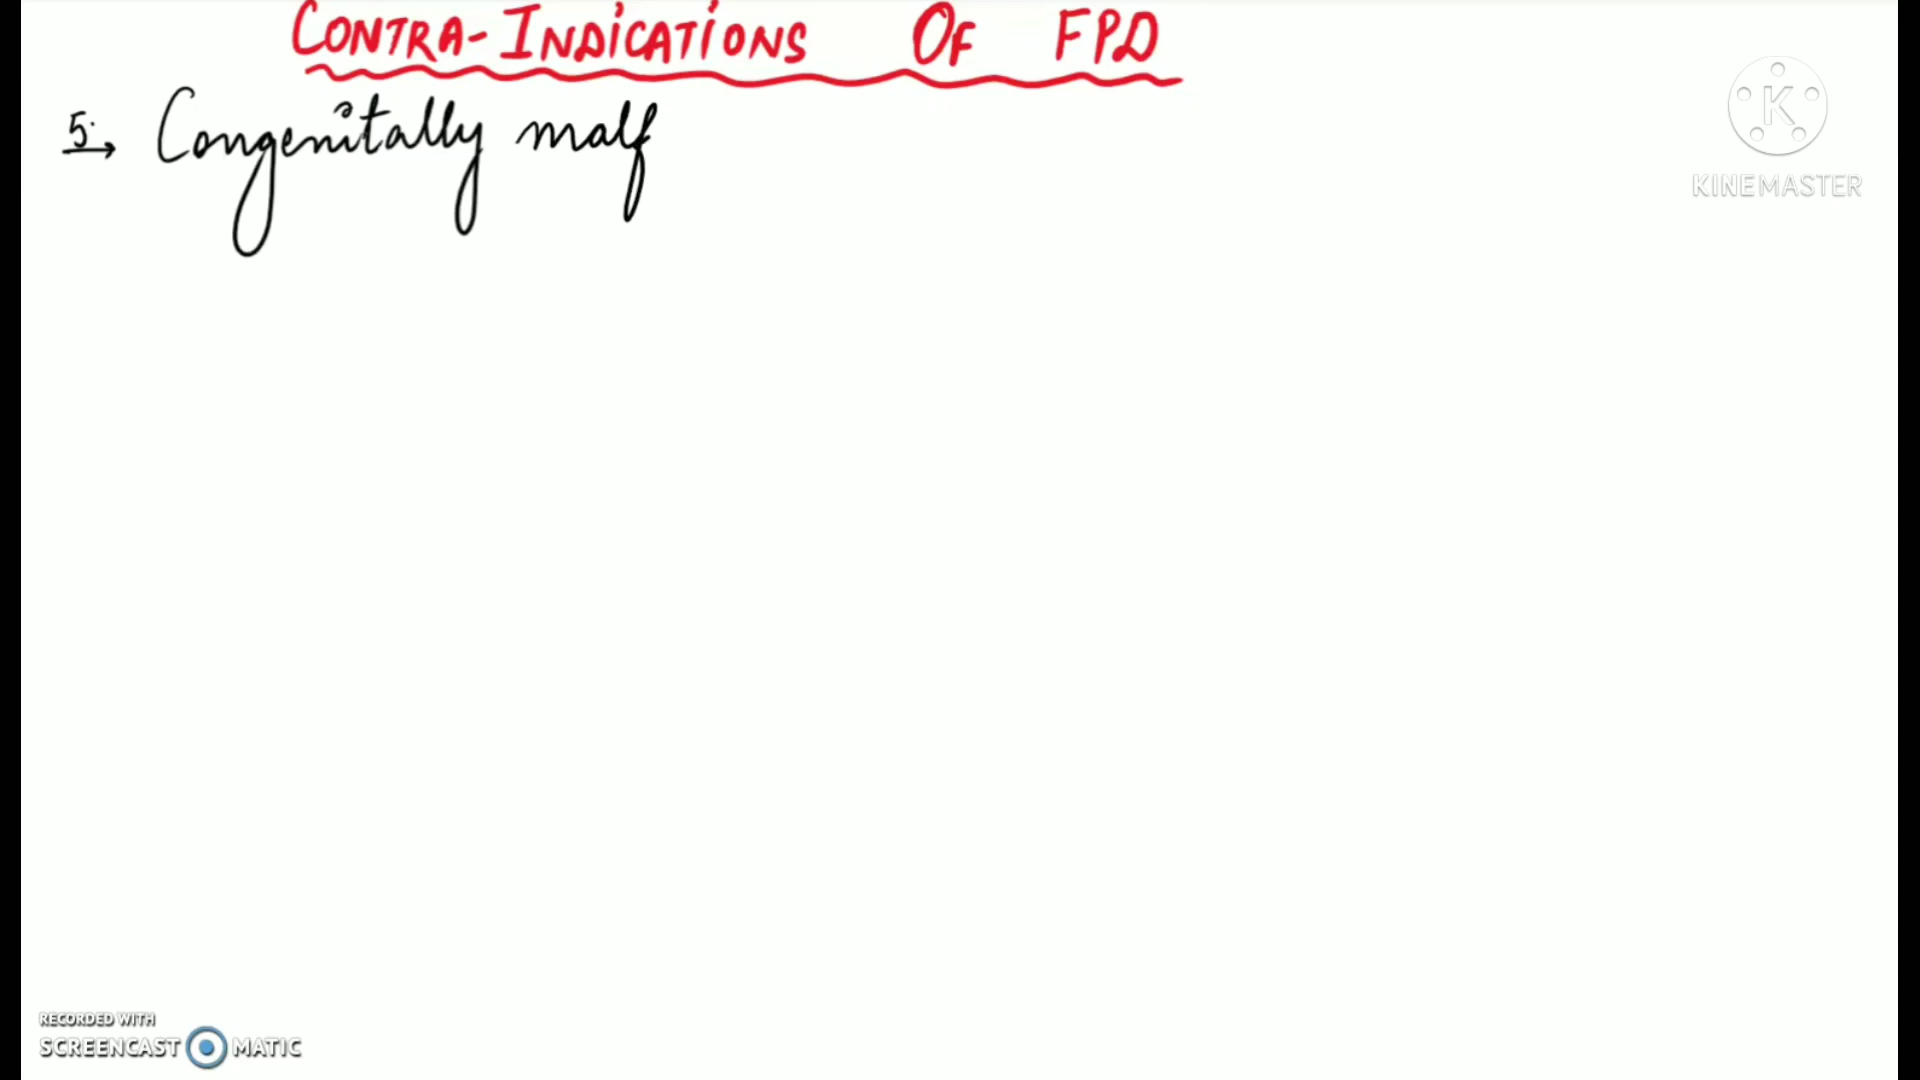 CONTRA-INDICATIONS OF FPD
5. → Congenitally malf
K
KINEMASTER
RECORDED WITH
SCREENCAST MATIC